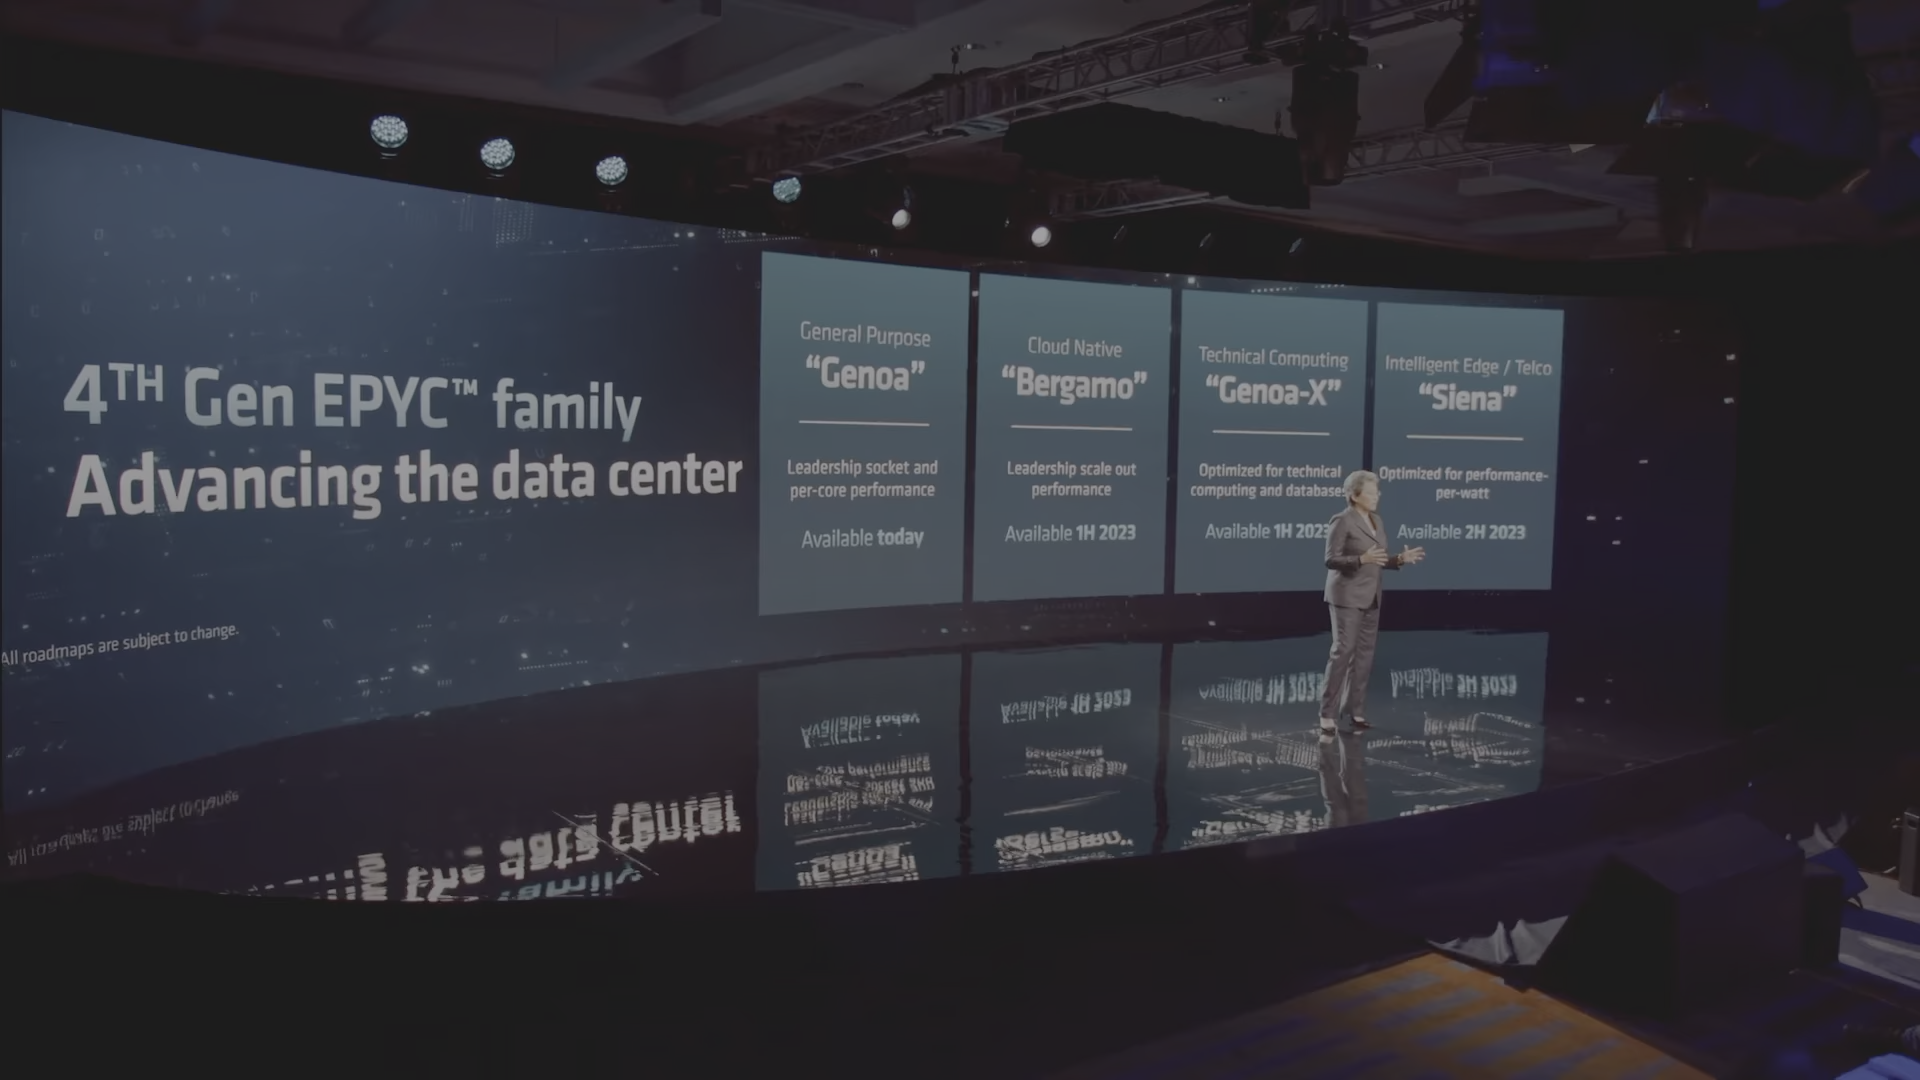 4TH Gen EPYC™ family
Advancing the data center
All roadmaps are subject to change.
General Purpose
“Genoa”
Leadership socket and
per-core performance
Available today
Cloud Native
“Bergamo”
Leadership scale out
performance
Available 1H 2023
Technical Computing
“Genoa-X”
Optimized for technical
computing and databases
Available 1H 2023
Intelligent Edge / Telco
“Siena”
Optimized for performance-
per-watt
Available 2H 2023